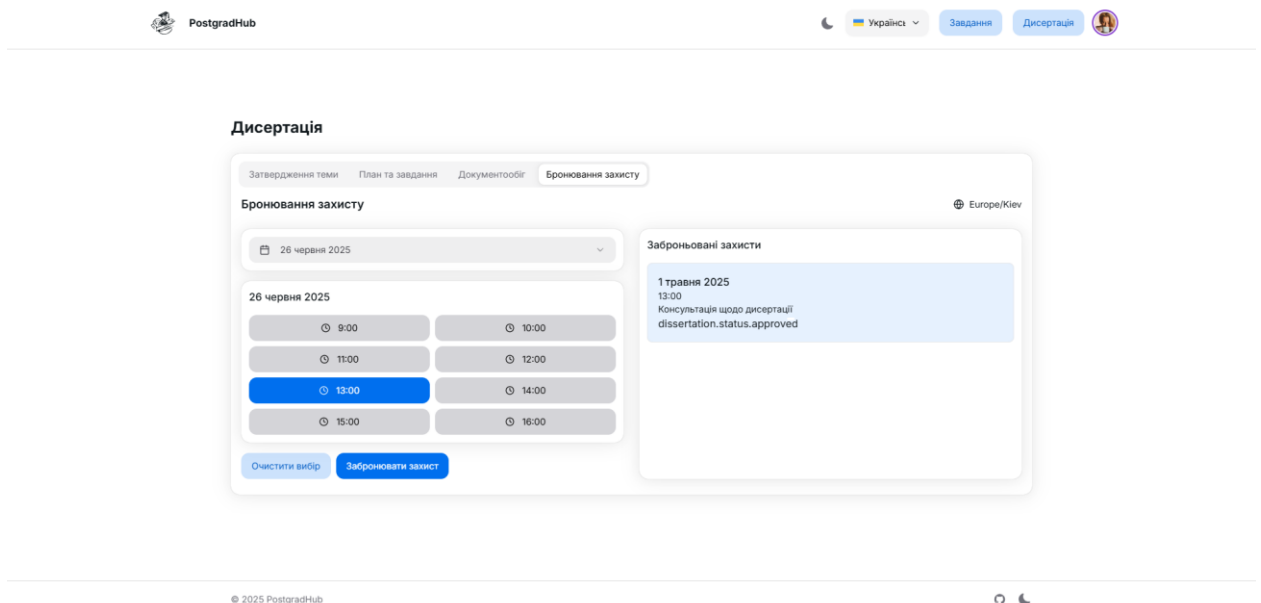 PostgradHub
Українсь
Завдання
Дисертація
Дисертація
Затвердження теми
План та завдання
Документообіг
Бронювання захисту
Бронювання захисту
Europe/Kiev
26 червня 2025
26 червня 2025
9:00
10:00
11:00
12:00
13:00
14:00
15:00
16:00
Очистити вибір
Забронювати захист
Заброньовані захисти
1 травня 2025
13:00
Консультація щодо дисертації
dissertation.status.approved
© 2025 PostgradHub